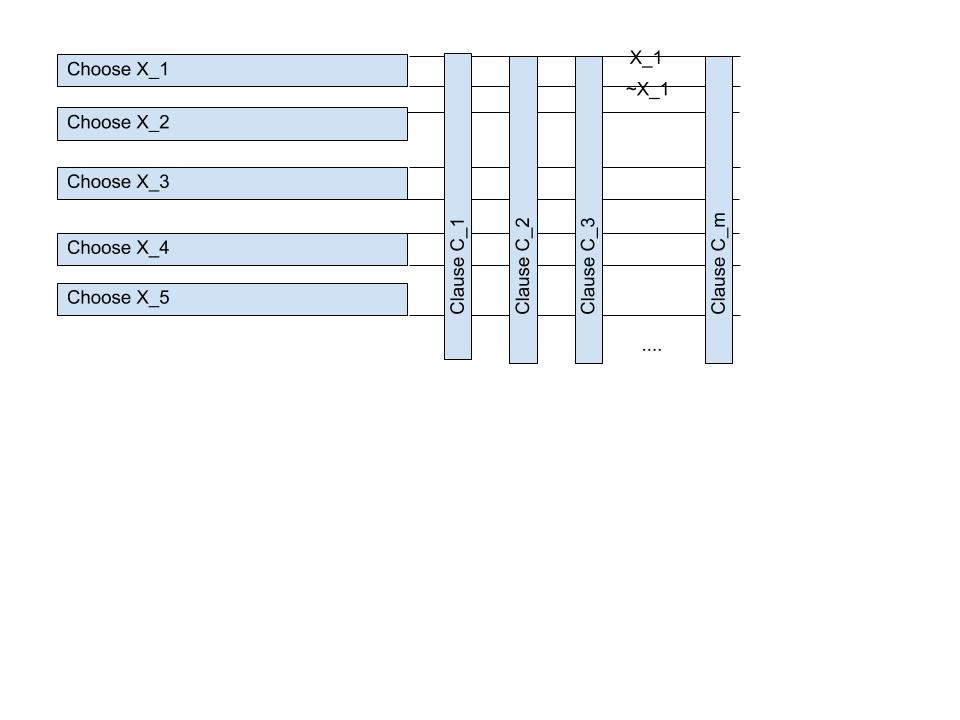 X_1
Choose X_1
~X_1
Choose X_2
Choose X_3
Choose X_4
Choose X_5
Clause C_1
Clause C_2
Clause C_3
Clause C_m
....